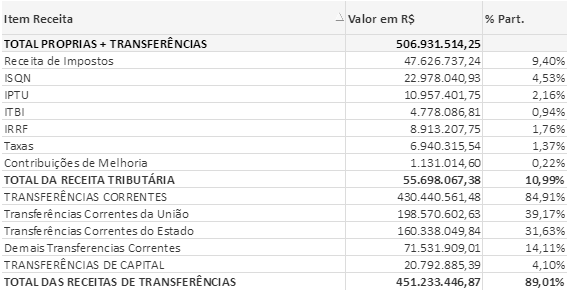 Item Receita Valor em R$ % Part.
TOTAL PROPRIAS + TRANSFERÊNCIAS 506.931.514,25
Receita de Impostos 47.626.737,24 9,40%
ISQN 22.978.040,93 4,53%
IPTU 10.957.401,75 2,16%
ITBI 4.778.086,81 0,94%
IRRF 8.913.207,75 1,76%
Taxas 6.940.315,54 1,37%
Contribuições de Melhoria 1.131.014,60 0,22%
TOTAL DA RECEITA TRIBUTÁRIA 55.698.067,38 10,99%
TRANSFERÊNCIAS CORRENTES 430.440.561,48 84,91%
Transferências Correntes da União 198.570.602,63 39,17%
Transferências Correntes do Estado 160.338.049,84 31,63%
Demais Transferencias Correntes 71.531.909,01 14,11%
TRANSFERÊNCIAS DE CAPITAL 20.792.885,39 4,10%
TOTAL DAS RECEITAS DE TRANSFERÊNCIAS 451.233.446,87 89,01%